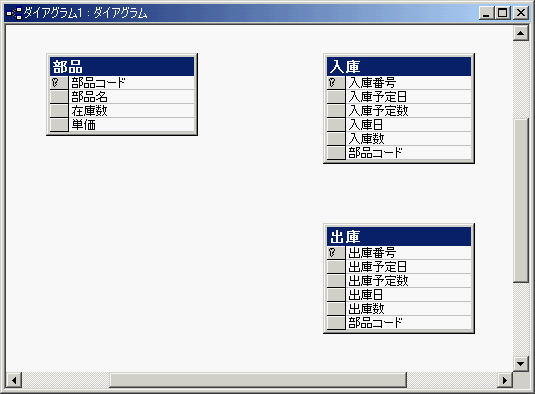 ダイアグラム1 : ダイアグラム
部品
部品コード
部品名
在庫数
単価
入庫
入庫番号
入庫予定日
入庫予定数
入庫日
入庫数
部品コード
出庫
出庫番号
出庫予定日
出庫予定数
出庫日
出庫数
部品コード